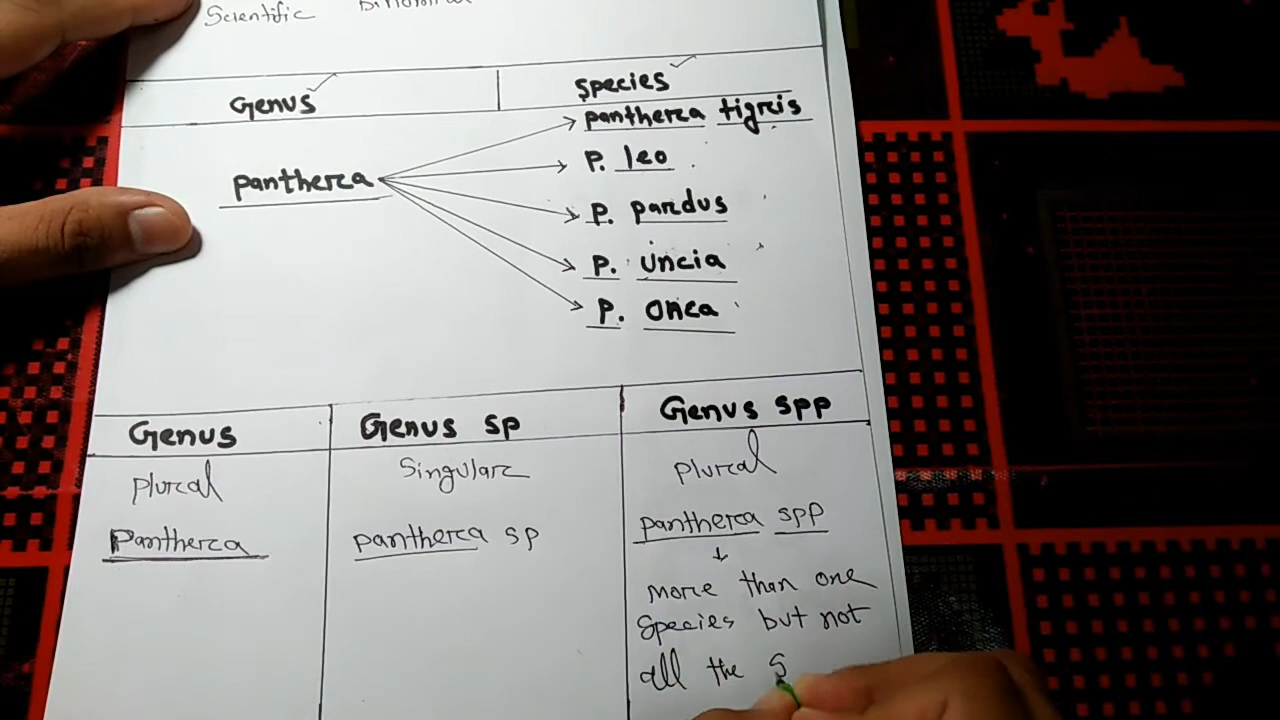 Scientific Binomial
Genus
Species
panthera tigris
panthera
P. leo
P. pardus
P. uncia
P. onca
Genus
Genus sp
Genus spp
Plural
Singular
Plural
Panthera
panthera sp
panthera spp
More than one
species but not
all the S